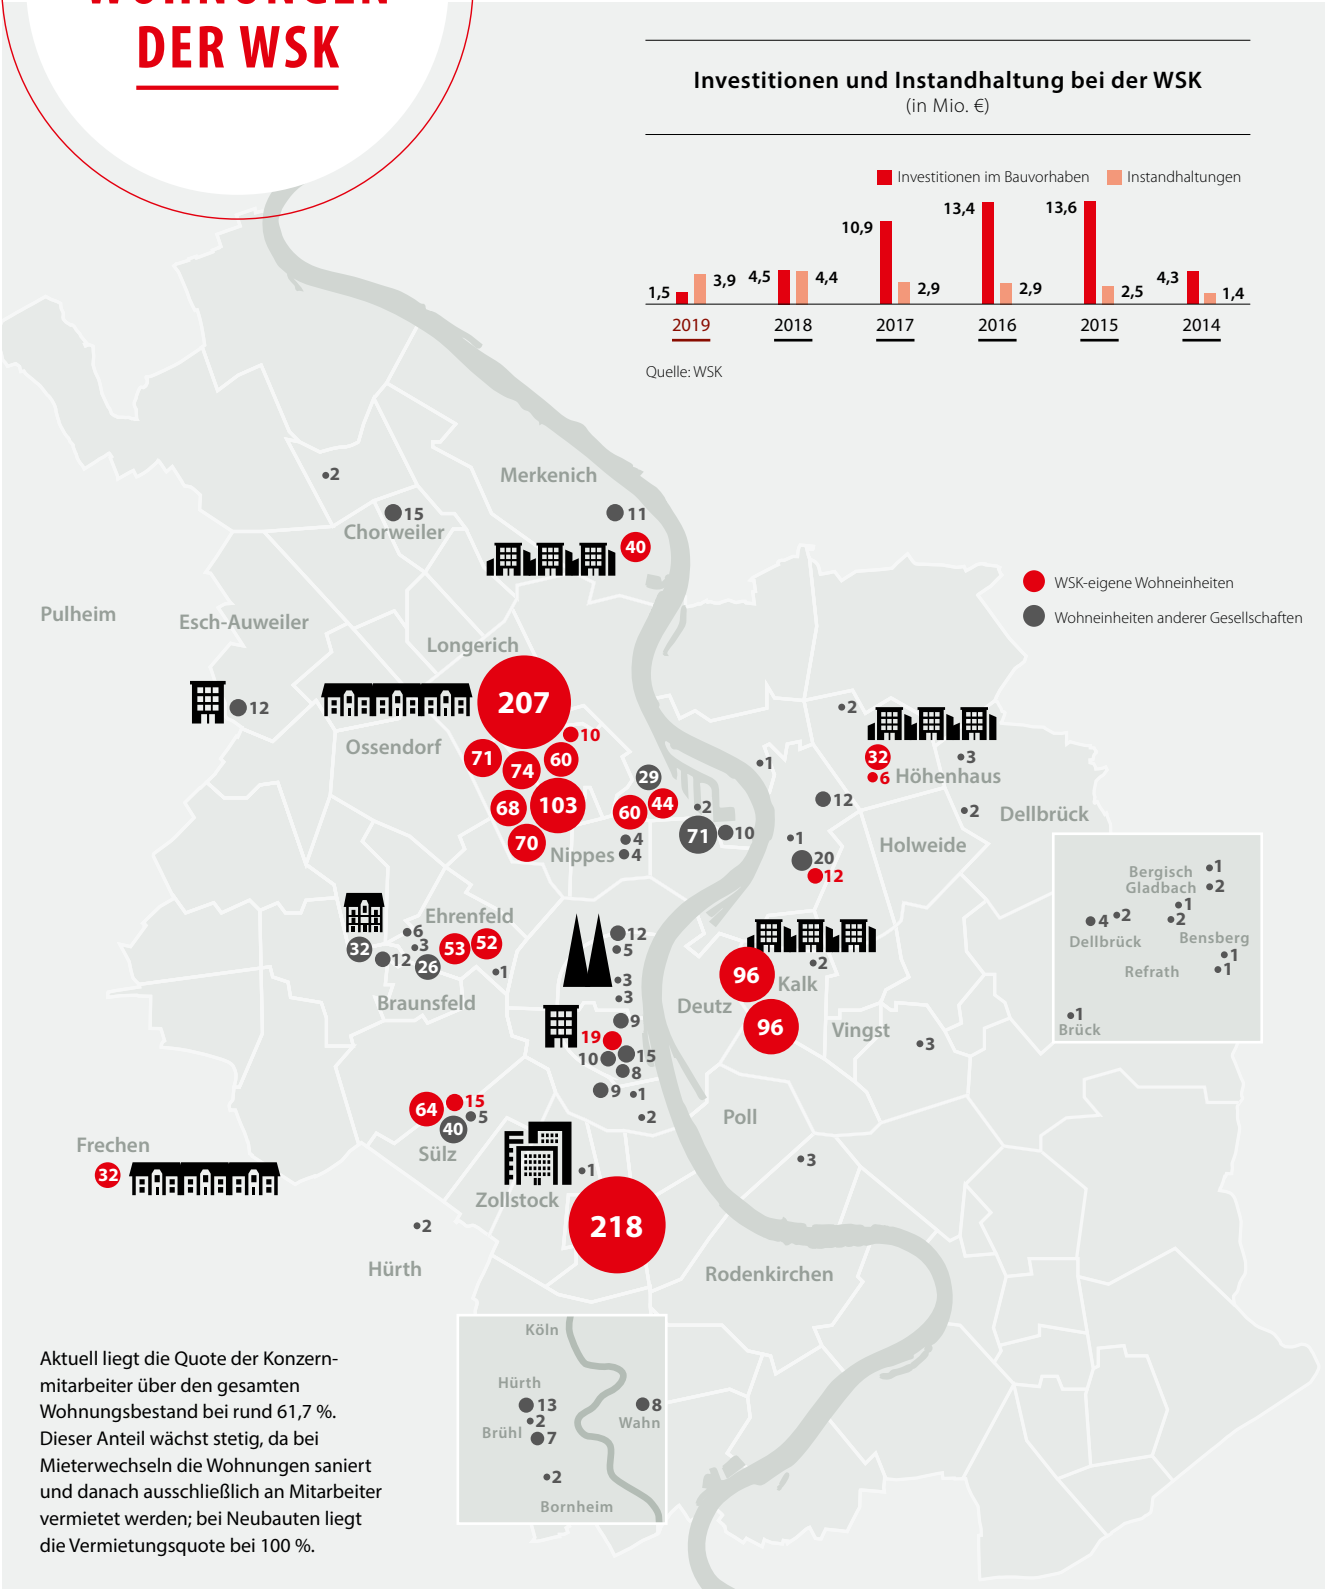 WOHNUNGEN
DER WSK
Investitionen und Instandhaltung bei der WSK
(in Mio. €)
Investitionen im Bauvorhaben
Instandhaltungen
1,5
3,9
4,5
4,4
10,9
2,9
13,4
2,9
13,6
2,5
4,3
1,4
2019
2018
2017
2016
2015
2014
Quelle: WSK
2
Merkenich
15
Chorweiler
11
40
WSK-eigene Wohneinheiten
Wohneinheiten anderer Gesellschaften
Pulheim
Esch-Auweiler
Longerich
12
207
10
Ossendorf
71
74
60
68
103
70
29
60
44
4
Nippes
4
2
71
10
2
32
3
6
Höhenhaus
1
12
2
Dellbrück
1
Holweide
20
12
Bergisch
Gladbach
1
2
1
4
2
2
Dellbrück
Bensberg
1
Refrath
1
1
Brück
Ehrenfeld
6
32
3
53
52
12
26
1
Braunsfeld
12
5
3
3
9
19
10
15
8
9
1
2
96
2
Kalk
Deutz
96
Vingst
3
64
15
5
40
Sülz
Poll
3
Frechen
32
1
Zollstock
218
2
Hürth
Rodenkirchen
Köln
Hürth
13
2
Brühl
7
8
Wahn
2
Bornheim
Aktuell liegt die Quote der Konzern-
mitarbeiter über den gesamten
Wohnungsbestand bei rund 61,7 %.
Dieser Anteil wächst stetig, da bei
Mieterwechseln die Wohnungen saniert
und danach ausschließlich an Mitarbeiter
vermietet werden; bei Neubauten liegt
die Vermietungsquote bei 100 %.